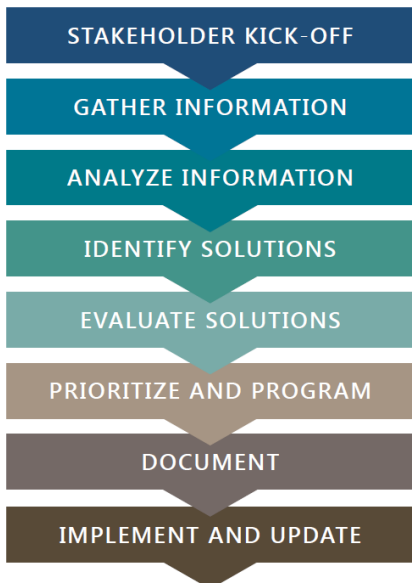 STAKEHOLDER KICK-OFF
GATHER INFORMATION
ANALYZE INFORMATION
IDENTIFY SOLUTIONS
EVALUATE SOLUTIONS
PRIORITIZE AND PROGRAM
DOCUMENT
IMPLEMENT AND UPDATE